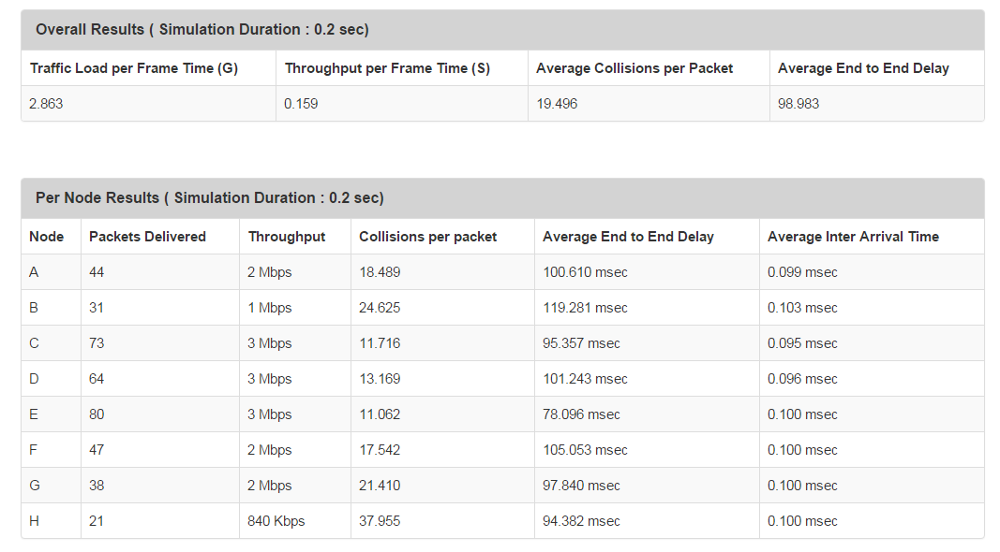 Overall Results ( Simulation Duration : 0.2 sec)
Traffic Load per Frame Time (G) Throughput per Frame Time (S) Average Collisions per Packet Average End to End Delay
2.863 0.159 19.496 98.983
Per Node Results ( Simulation Duration : 0.2 sec)
Node Packets Delivered Throughput Collisions per packet Average End to End Delay Average Inter Arrival Time
A 44 2 Mbps 18.489 100.610 msec 0.099 msec
B 31 1 Mbps 24.625 119.281 msec 0.103 msec
C 73 3 Mbps 11.716 95.357 msec 0.095 msec
D 64 3 Mbps 13.169 101.243 msec 0.096 msec
E 80 3 Mbps 11.062 78.096 msec 0.100 msec
F 47 2 Mbps 17.542 105.053 msec 0.100 msec
G 38 2 Mbps 21.410 97.840 msec 0.100 msec
H 21 840 Kbps 37.955 94.382 msec 0.100 msec